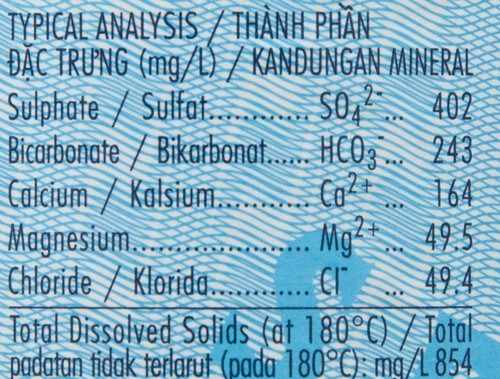 TYPICAL ANALYSIS / THÀNH PHẦN
ĐẶC TRƯNG (mg/L) / KANDUNGAN MINERAL
Sulphate / Sulfat............ SO₄²⁻... 402
Bicarbonate / Bikarbonat...... HCO₃⁻... 243
Calcium / Kalsium........... Ca²⁺ ... 164
Magnesium..................... Mg²⁺ ... 49.5
Chloride / Klorida............ Cl⁻ ... 49.4
Total Dissolved Solids (at 180°C) / Total
padatan tidak terlarut (pada 180°C): mg/L 854